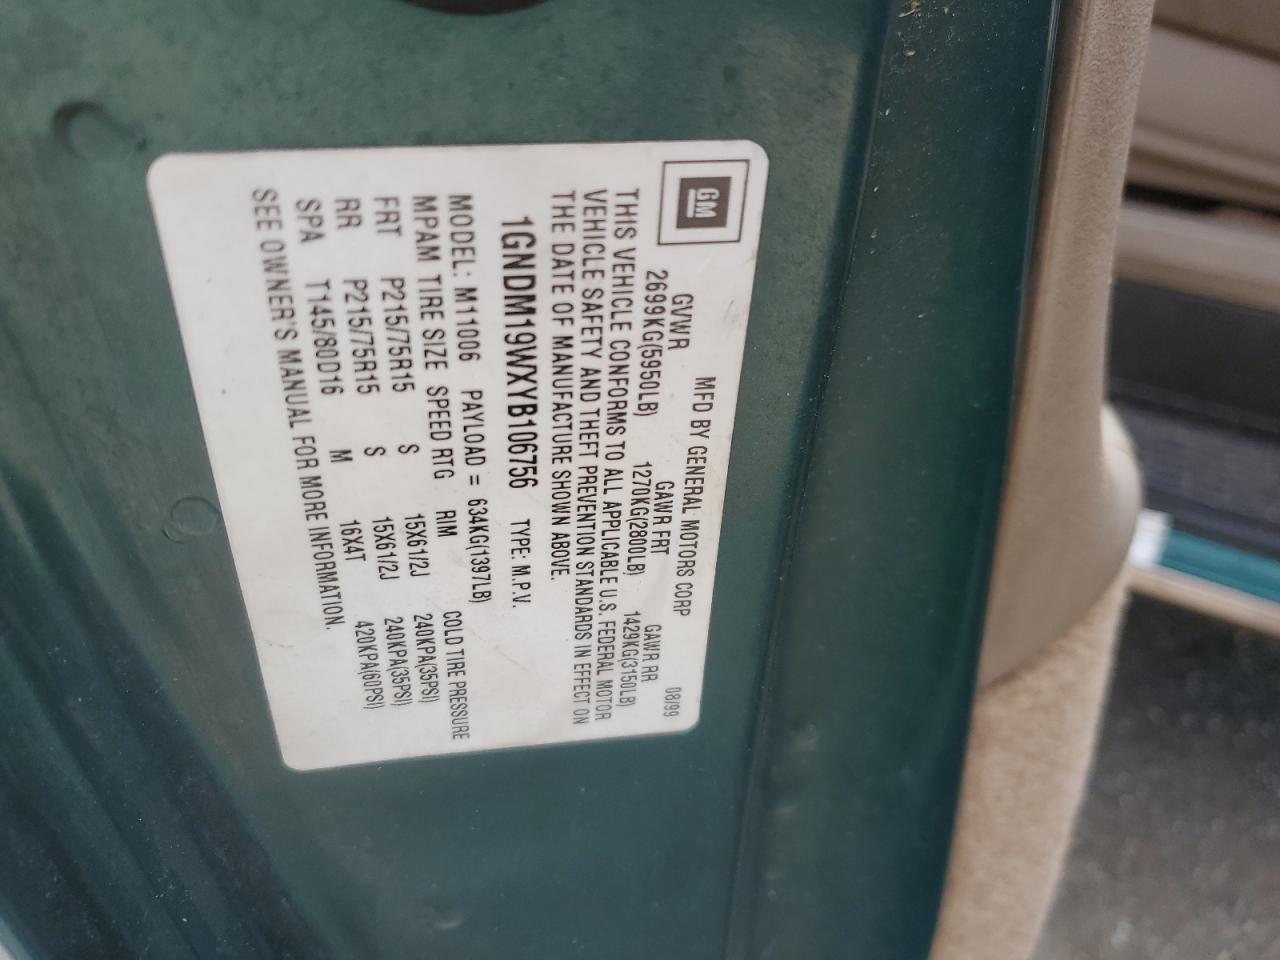 GM
MFD BY GENERAL MOTORS CORP 08/99
GVWR GAWR FRT GAWR RR
2699KG(5950LB) 1270KG(2800LB) 1429KG(3150LB)
THIS VEHICLE CONFORMS TO ALL APPLICABLE U.S. FEDERAL MOTOR
VEHICLE SAFETY AND THEFT PREVENTION STANDARDS IN EFFECT ON
THE DATE OF MANUFACTURE SHOWN ABOVE.
1GNDM19WXYB106756 TYPE: M.P.V.
MODEL: M11006 PAYLOAD = 634KG(1397LB)
MPAM TIRE SIZE SPEED RTG RIM COLD TIRE PRESSURE
FRT P215/75R15 S 15X61/2J 240KPA(35PSI)
RR P215/75R15 S 15X61/2J 240KPA(35PSI)
SPA T145/80D16 M 16X4T 420KPA(60PSI)
SEE OWNER'S MANUAL FOR MORE INFORMATION.